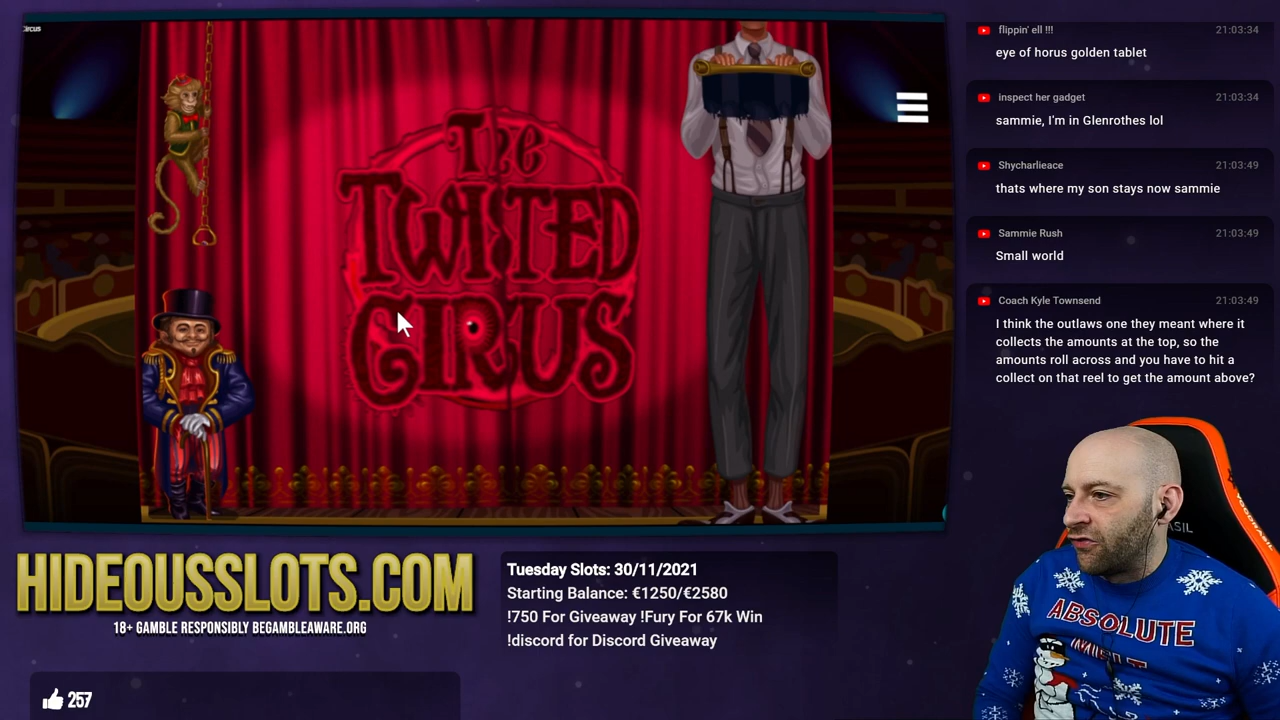 Circus
THE
TWISTED
CIRCUS
flippin' ell !!!
21:03:34
eye of horus golden tablet
inspect her gadget
21:03:34
sammie, I'm in Glenrothes lol
Shycharlieace
21:03:49
thats where my son stays now sammie
Sammie Rush
21:03:49
Small world
Coach Kyle Townsend
21:03:49
I think the outlaws one they meant where it
collects the amounts at the top, so the
amounts roll across and you have to hit a
collect on that reel to get the amount above?
HIDEOUSSLOTS.COM
18+ GAMBLE RESPONSIBLY BEGAMBLEAWARE.ORG
Tuesday Slots: 30/11/2021
Starting Balance: €1250/€2580
!750 For Giveaway !Fury For 67k Win
!discord for Discord Giveaway
257
ABSOLUTE